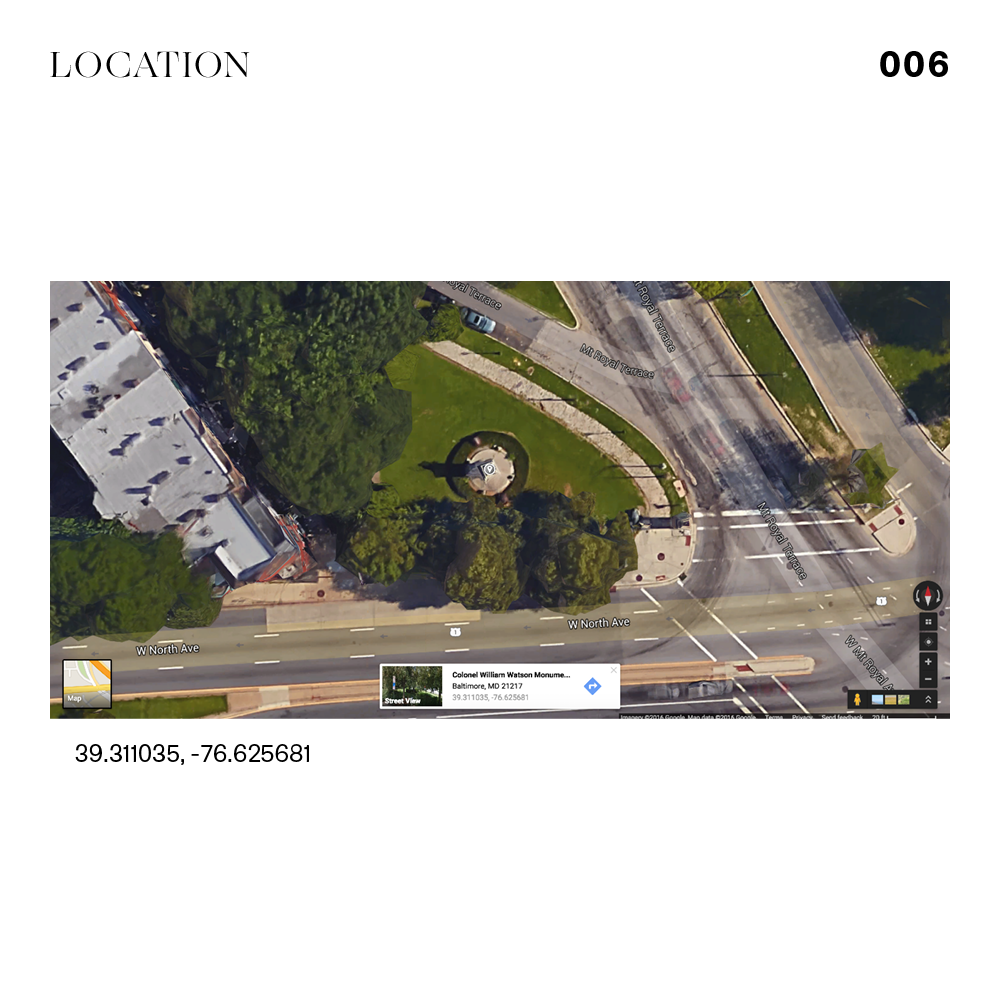 LOCATION
006
oyal Terrace
Mt Royal Terrace
t Royal Terrace
Mt Royal Terrace
W North Ave
1
1
W North Ave
W Mt Royal A
Map
Street View
Colonel William Watson Monume...
Baltimore, MD 21217
39.311035, -76.625681
Imagery ©2016 Google, Map data ©2016 Google Terms Privacy Send feedback 20 ft
39.311035, -76.625681